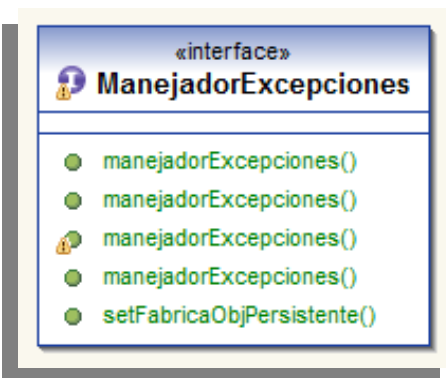 «interface»
ManejadorExcepciones
manejadorExcepciones()
manejadorExcepciones()
manejadorExcepciones()
manejadorExcepciones()
setFabricaObjPersistente()